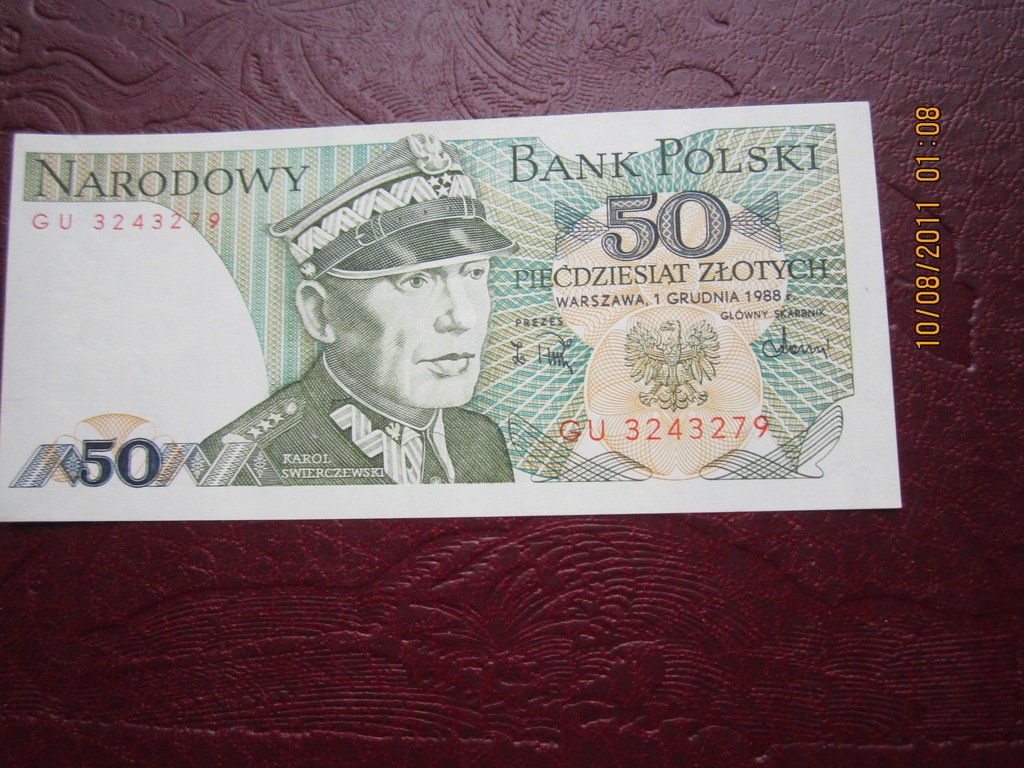 NARODOWY BANK POLSKI
GU 3243279
50
PIEĆDZIESIAT ZŁOTYCH
WARSZAWA, 1 GRUDNIA 1988 r.
PREZES
GŁÓWNY SKARBNIK
GU 3243279
50
KAROL
ŚWIERCZEWSKI
10/08/2011 01:08